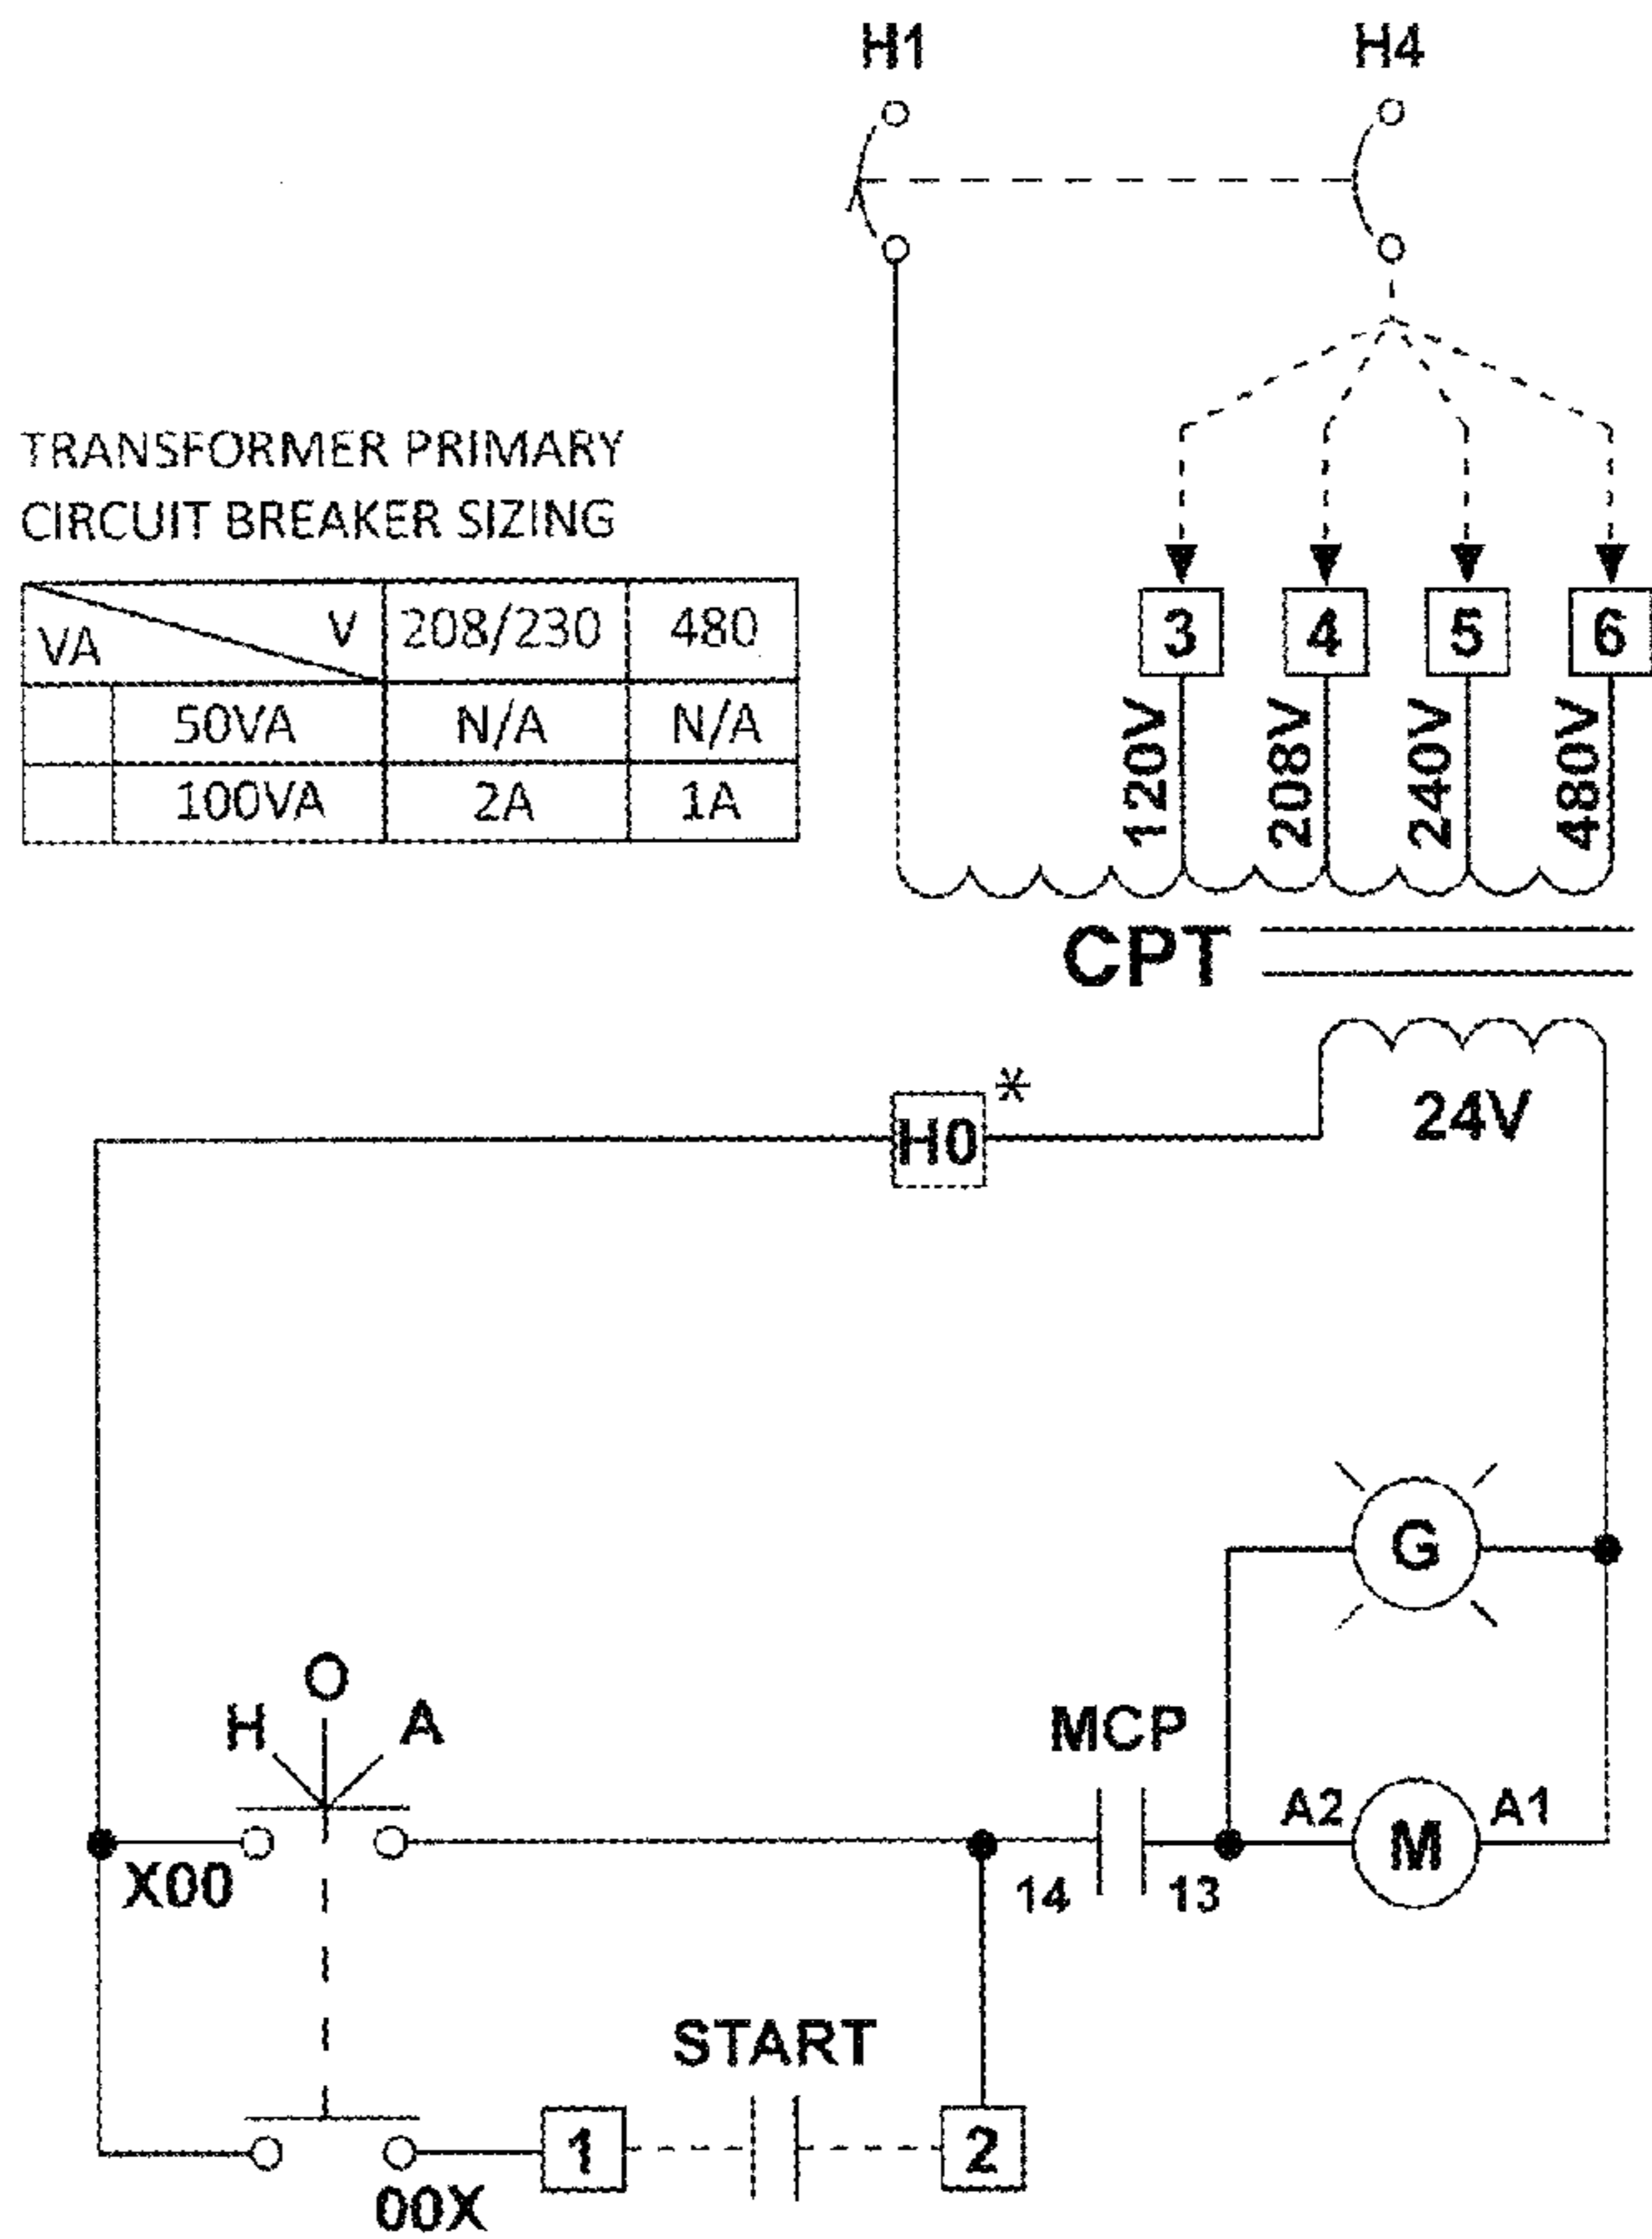 H1 H4
TRANSFORMER PRIMARY
CIRCUIT BREAKER SIZING
VA V 208/230 480
50VA N/A N/A
100VA 2A 1A
3 4 5 6
120V 208V 240V 480V
CPT
24V
H0*
G
O
H A
MCP
A2 M A1
X00
14 13
START
1 2
00X